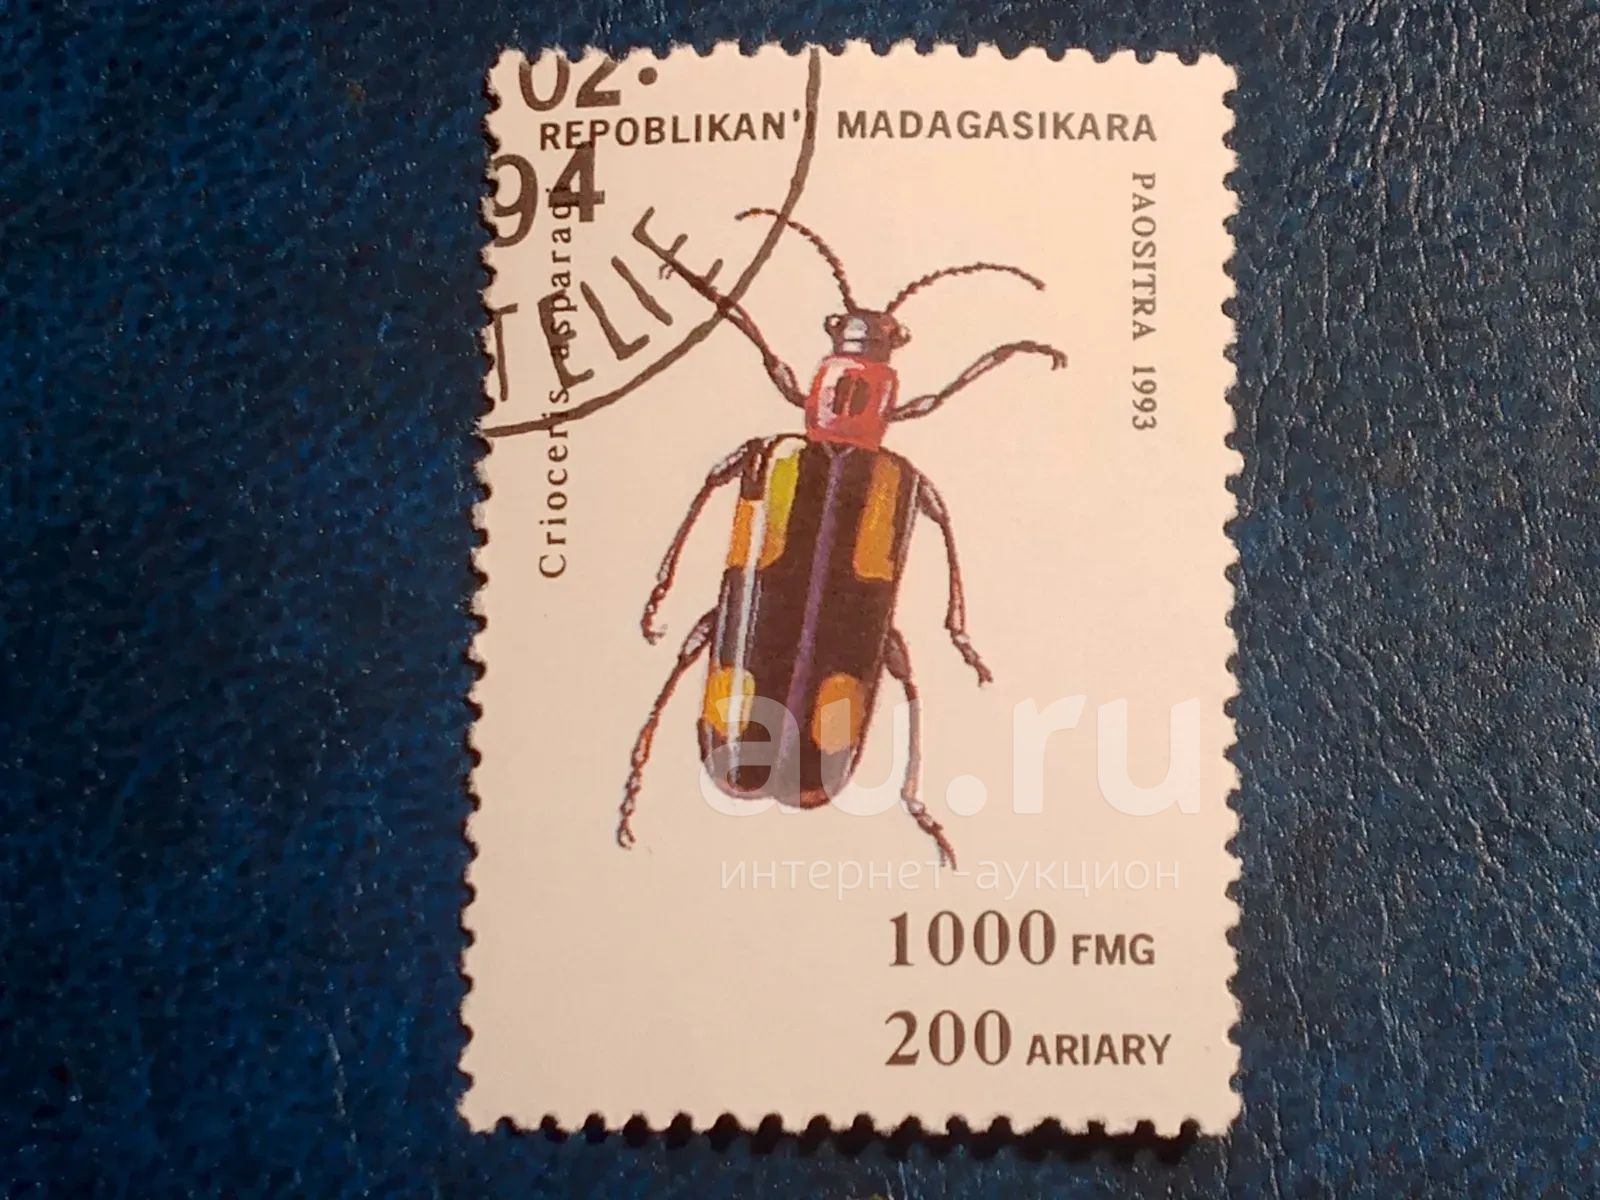 02.
94
REPOBLIKAN' MADAGASIKARA
PAOSITRA 1993
Crioceris asparagi
au.ru
интернет-аукцион
1000 FMG
200 ARIARY